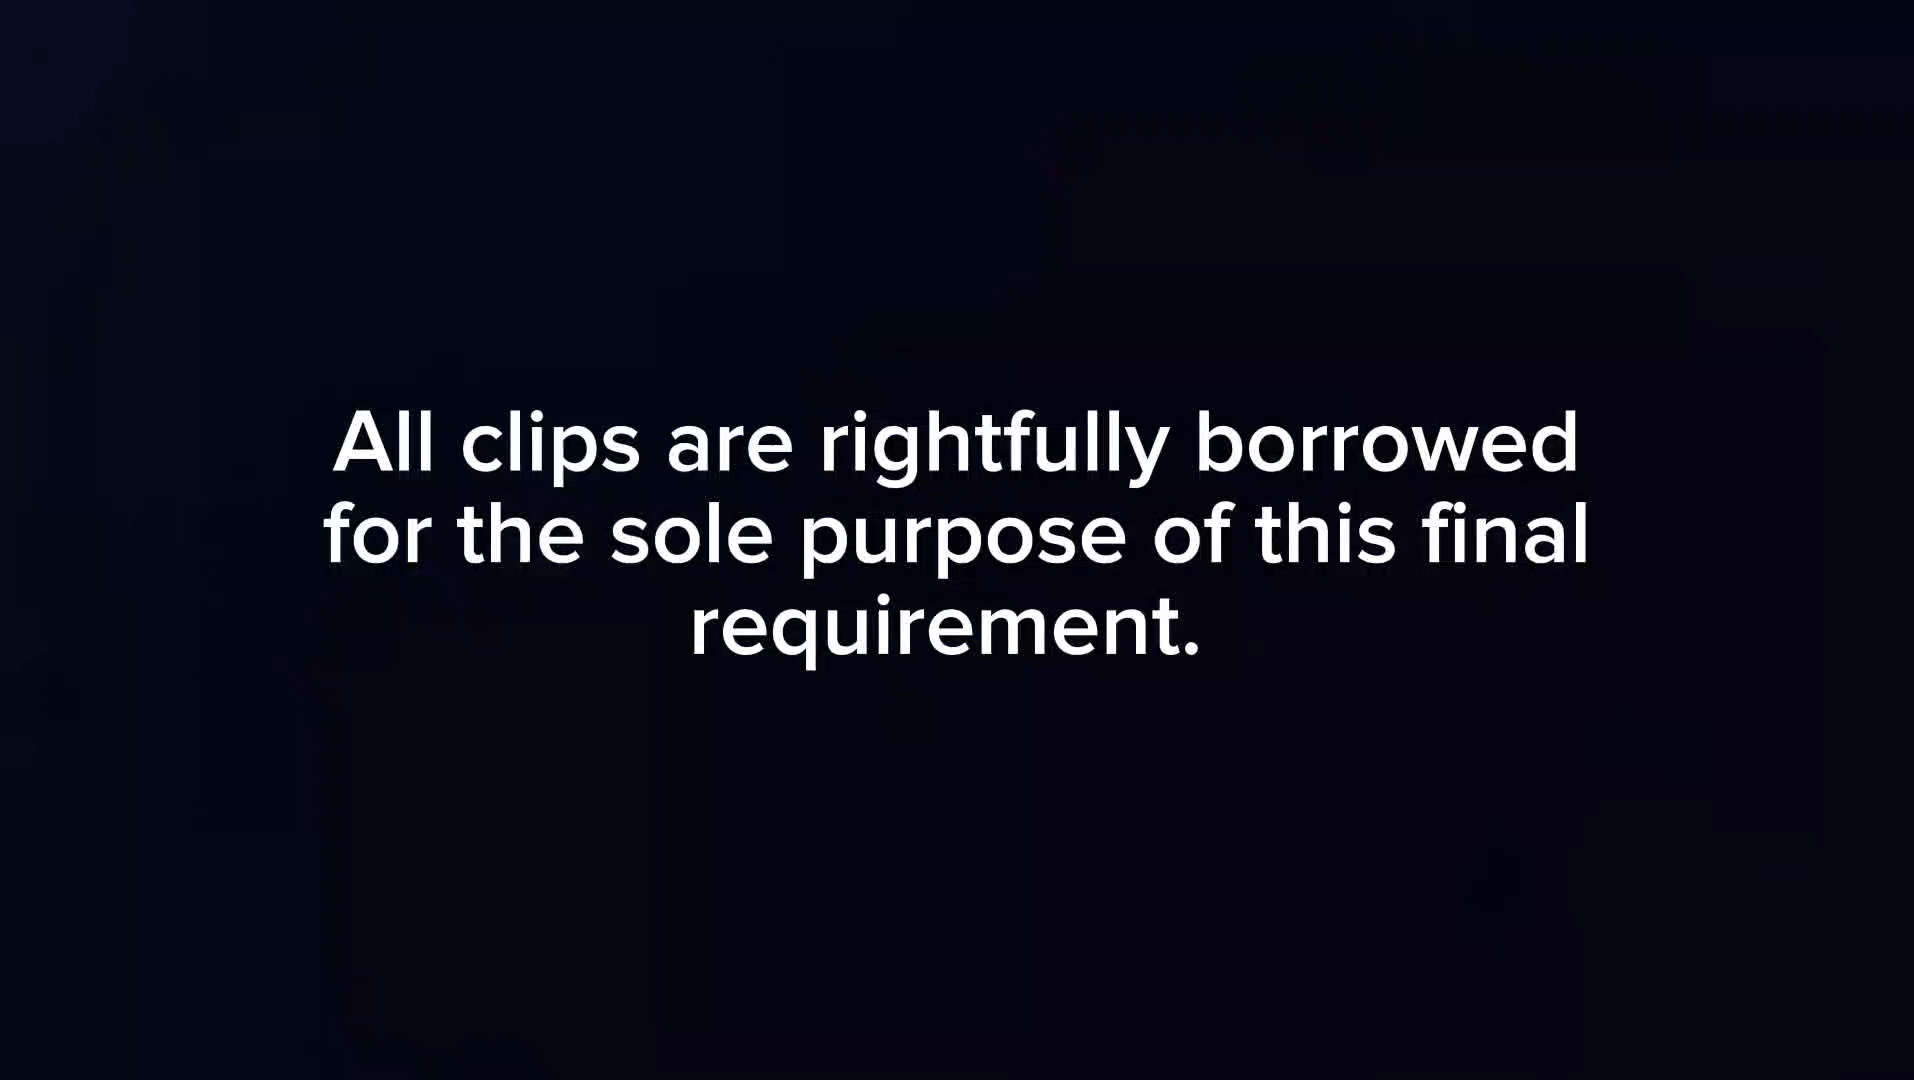 All clips are rightfully borrowed
for the sole purpose of this final
requirement.